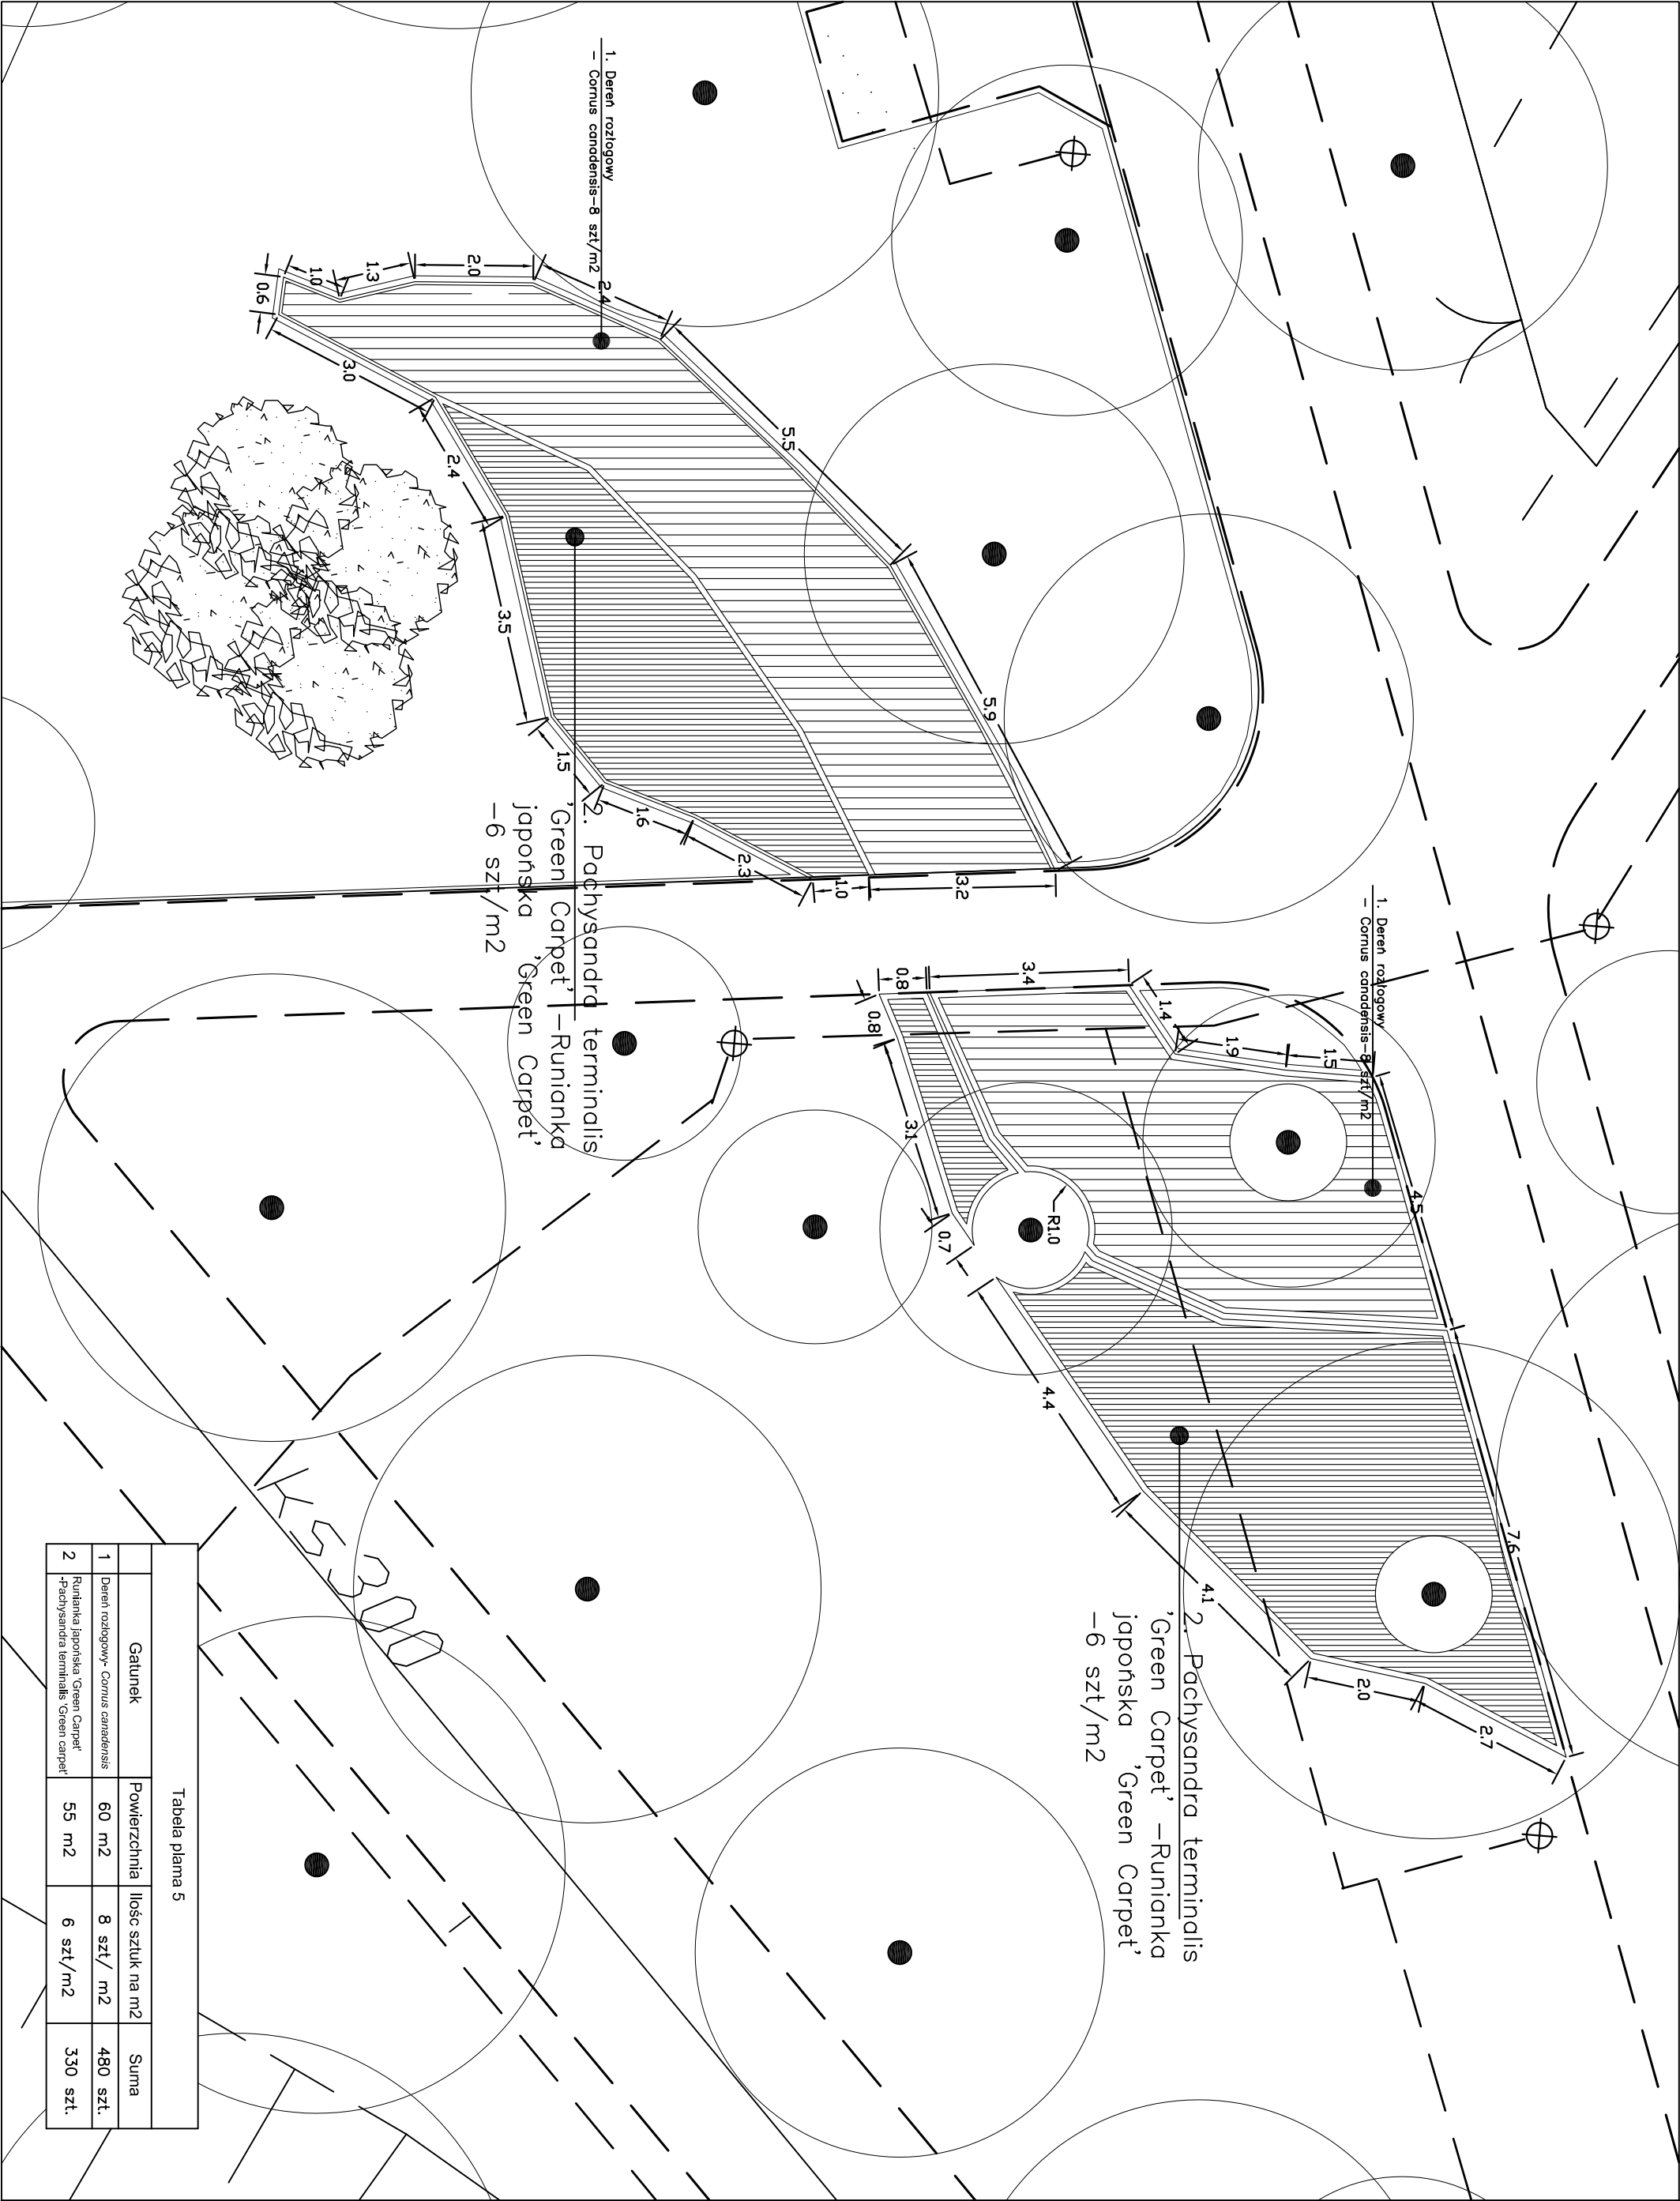 1. Dereń rozłogowy
- Cornus canadensis-8 szt/m2
1. Dereń rozłogowy
- Cornus canadensis-8 szt/m2
2.4
2.0
1.3
1.0
0.6
3.0
2.4
3.5
1.5
1.6
2.3
1.0
3.2
5.9
5.5
2. Pachysandra terminalis
'Green Carpet' -Runianka
japońska 'Green Carpet'
-6 szt/m2
0.8
3.4
1.4
1.9
1.5
4.5
7.6
2.7
2.0
4.1
4.4
0.7
3.1
0.8
R1.0
2. Pachysandra terminalis
'Green Carpet' -Runianka
japońska 'Green Carpet'
-6 szt/m2
KS300
Tabela plama 5
Gatunek Powierzchnia Ilośc sztuk na m2 Suma
1 Dereń rozłogowy- Cornus canadensis 60 m2 8 szt/ m2 480 szt.
2 Runianka japońska 'Green Carpet' 55 m2 6 szt/m2 330 szt.
-Pachysandra terminalis 'Green carpet'